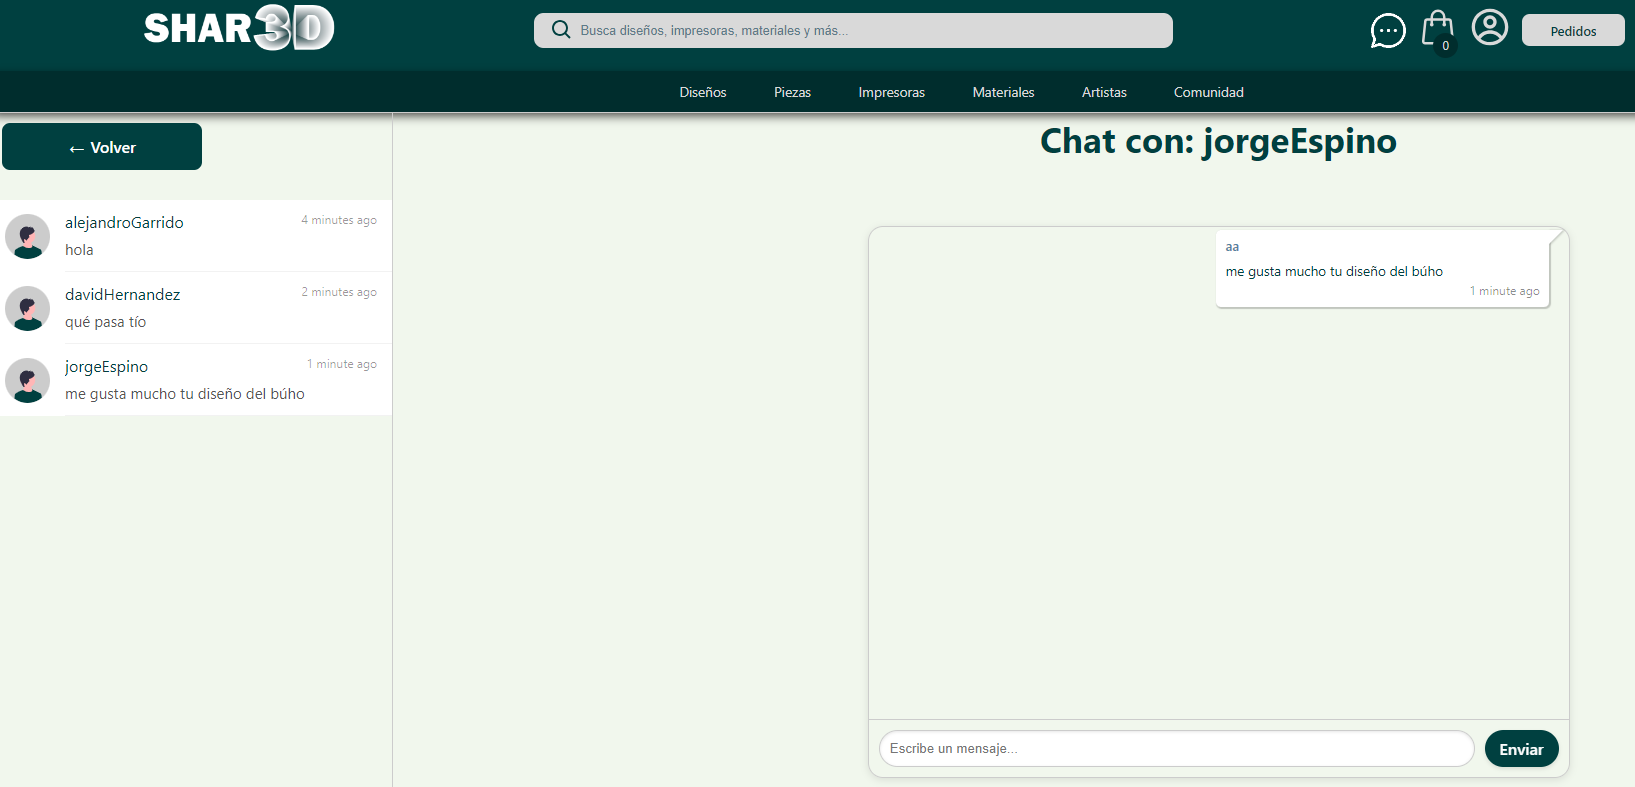 SHAR3D
Busca diseños, impresoras, materiales y más...
0
Pedidos
Diseños Piezas Impresoras Materiales Artistas Comunidad
← Volver
Chat con: jorgeEspino
alejandroGarrido 4 minutes ago
hola
davidHernandez 2 minutes ago
qué pasa tío
jorgeEspino 1 minute ago
me gusta mucho tu diseño del búho
aa
me gusta mucho tu diseño del búho
1 minute ago
Escribe un mensaje...
Enviar